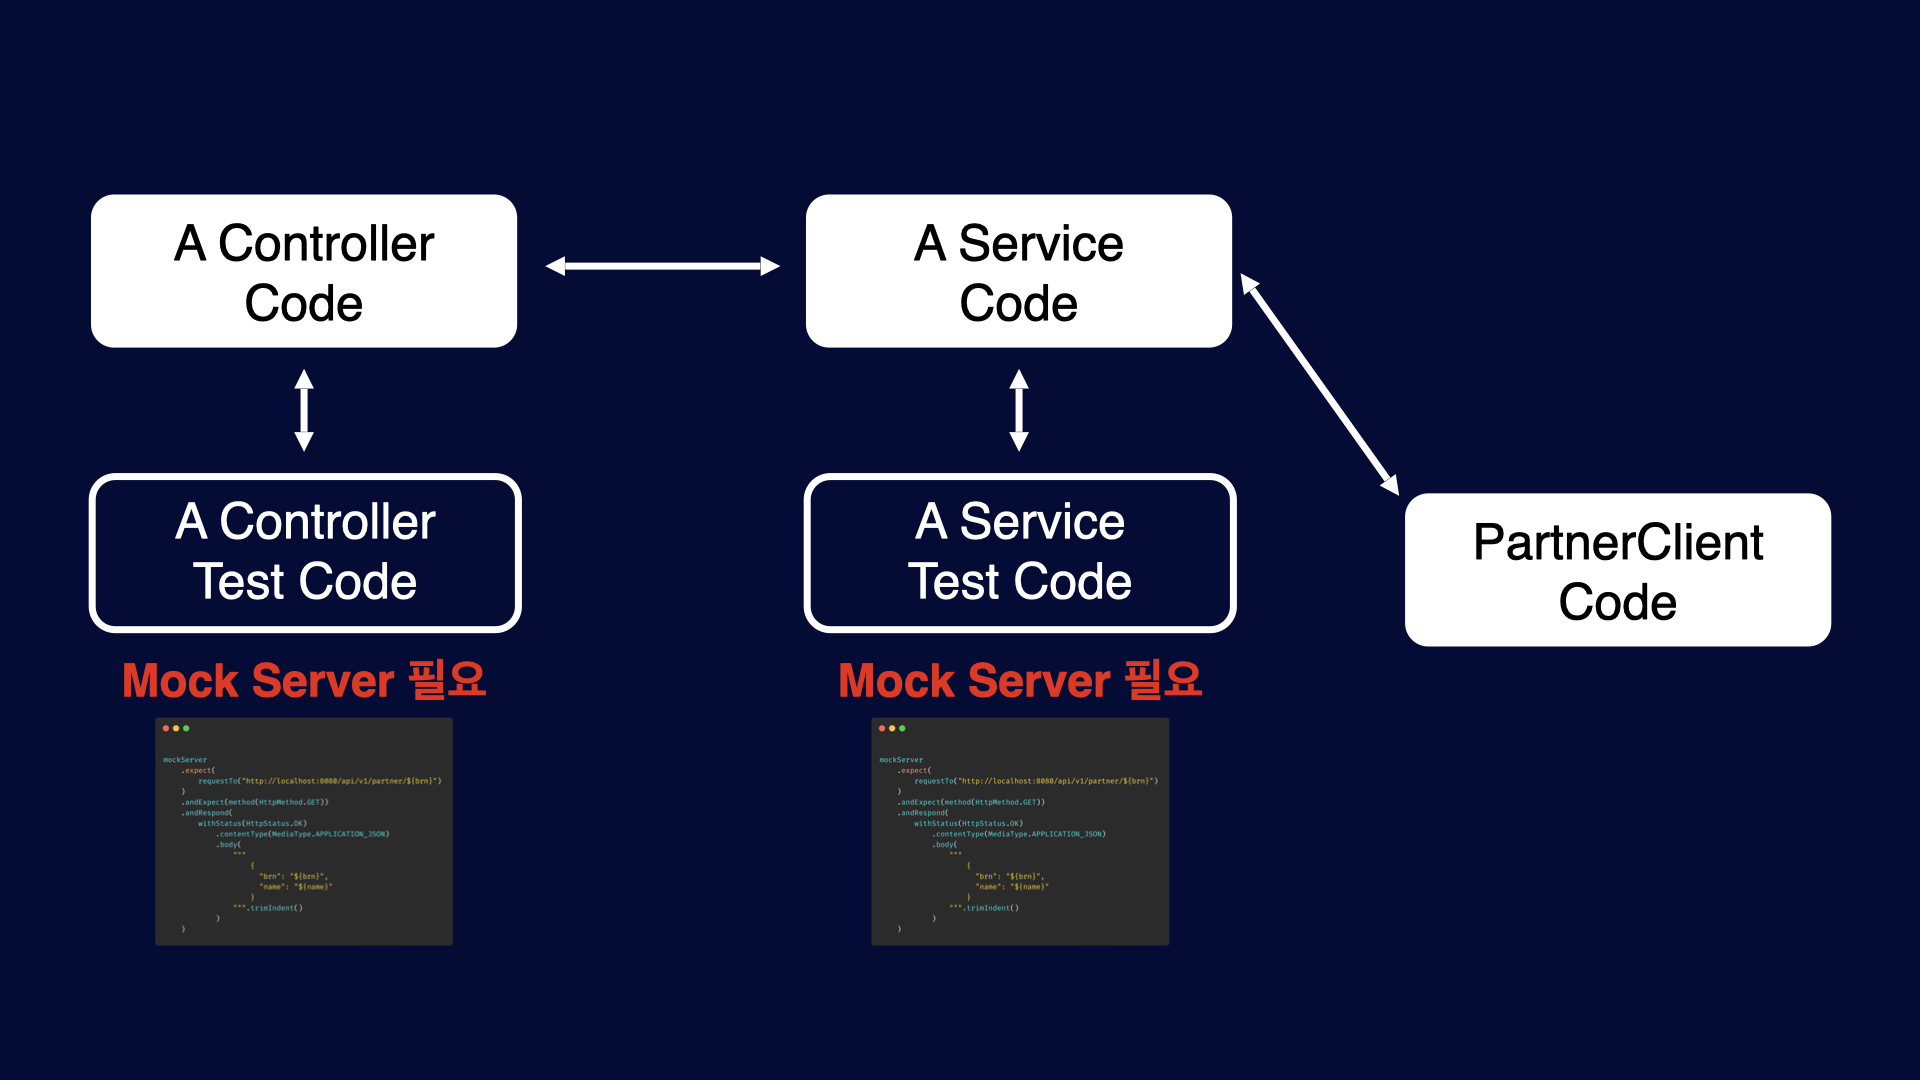 A Controller
Code
A Service
Code
A Controller
Test Code
A Service
Test Code
PartnerClient
Code
Mock Server 필요
Mock Server 필요
mockServer
.expect(
requestTo("http://localhost:8080/api/v1/partner/${brn}")
)
.andExpect(method(HttpMethod.GET))
.andRespond(
withStatus(HttpStatus.OK)
.contentType(MediaType.APPLICATION_JSON)
.body(
"""
{
"brn": "${brn}",
"name": "${name}"
}
""".trimIndent()
)
)
mockServer
.expect(
requestTo("http://localhost:8080/api/v1/partner/${brn}")
)
.andExpect(method(HttpMethod.GET))
.andRespond(
withStatus(HttpStatus.OK)
.contentType(MediaType.APPLICATION_JSON)
.body(
"""
{
"brn": "${brn}",
"name": "${name}"
}
""".trimIndent()
)
)